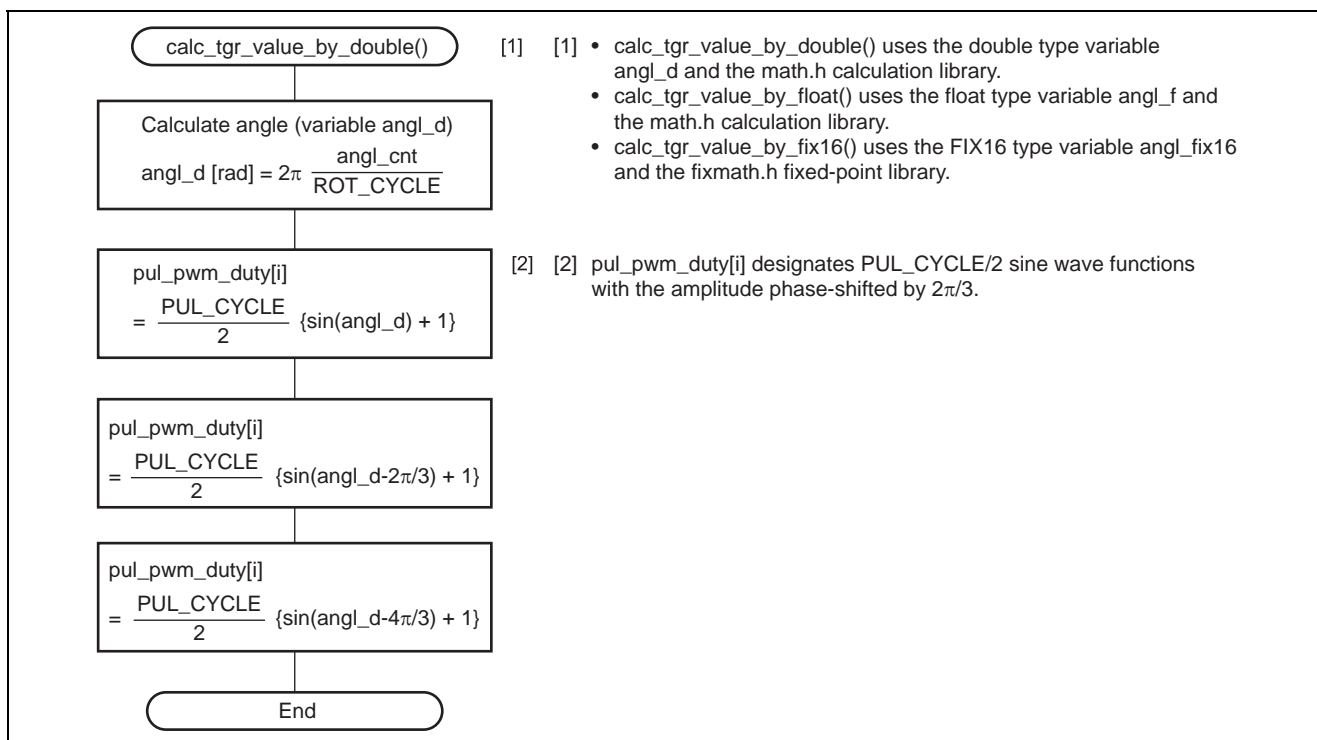 calc_tgr_value_by_double()
[1]
[1] • calc_tgr_value_by_double() uses the double type variable
angl_d and the math.h calculation library.
• calc_tgr_value_by_float() uses the float type variable angl_f and
the math.h calculation library.
• calc_tgr_value_by_fix16() uses the FIX16 type variable angl_fix16
and the fixmath.h fixed-point library.
Calculate angle (variable angl_d)
angl_d [rad] = 2π angl_cnt / ROT_CYCLE
pul_pwm_duty[i]
= PUL_CYCLE / 2 {sin(angl_d) + 1}
[2]
[2] pul_pwm_duty[i] designates PUL_CYCLE/2 sine wave functions
with the amplitude phase-shifted by 2π/3.
pul_pwm_duty[i]
= PUL_CYCLE / 2 {sin(angl_d-2π/3) + 1}
pul_pwm_duty[i]
= PUL_CYCLE / 2 {sin(angl_d-4π/3) + 1}
End